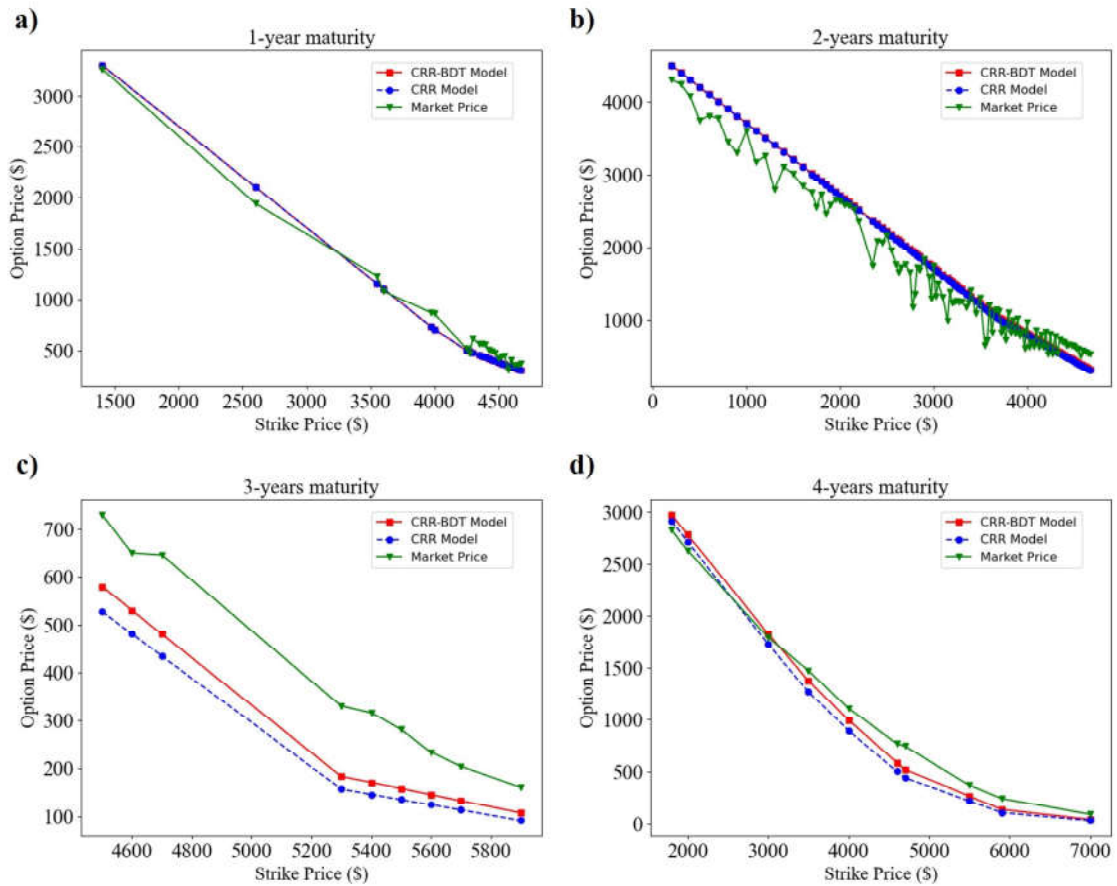 a)
1-year maturity
CRR-BDT Model
CRR Model
Market Price
Option Price ($)
3000
2500
2000
1500
1000
500
1500 2000 2500 3000 3500 4000 4500
Strike Price ($)
b)
2-years maturity
CRR-BDT Model
CRR Model
Market Price
Option Price ($)
4000
3000
2000
1000
0 1000 2000 3000 4000
Strike Price ($)
c)
3-years maturity
CRR-BDT Model
CRR Model
Market Price
Option Price ($)
700
600
500
400
300
200
100
4600 4800 5000 5200 5400 5600 5800
Strike Price ($)
d)
4-years maturity
CRR-BDT Model
CRR Model
Market Price
Option Price ($)
3000
2500
2000
1500
1000
500
0
2000 3000 4000 5000 6000 7000
Strike Price ($)